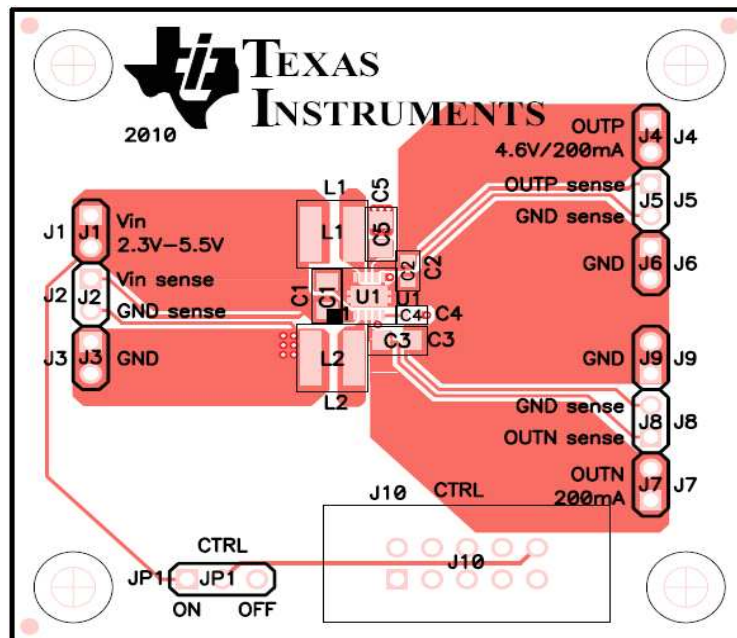 TEXAS
INSTRUMENTS
2010
OUTP
4.6V/200mA
J4
J4
OUTP sense
GND sense
J5
J5
GND
J6
J6
L1
L1
C5
C5
J1
J1
Vin
2.3V-5.5V
J2
J2
Vin sense
GND sense
J3
J3
GND
C1
C1
C2
C2
U1
U1
1
C4
C4
C3
C3
L2
L2
GND
J9
J9
GND sense
OUTN sense
J8
J8
OUTN
200mA
J7
J7
J10
CTRL
J10
CTRL
JP1
JP1
ON
OFF